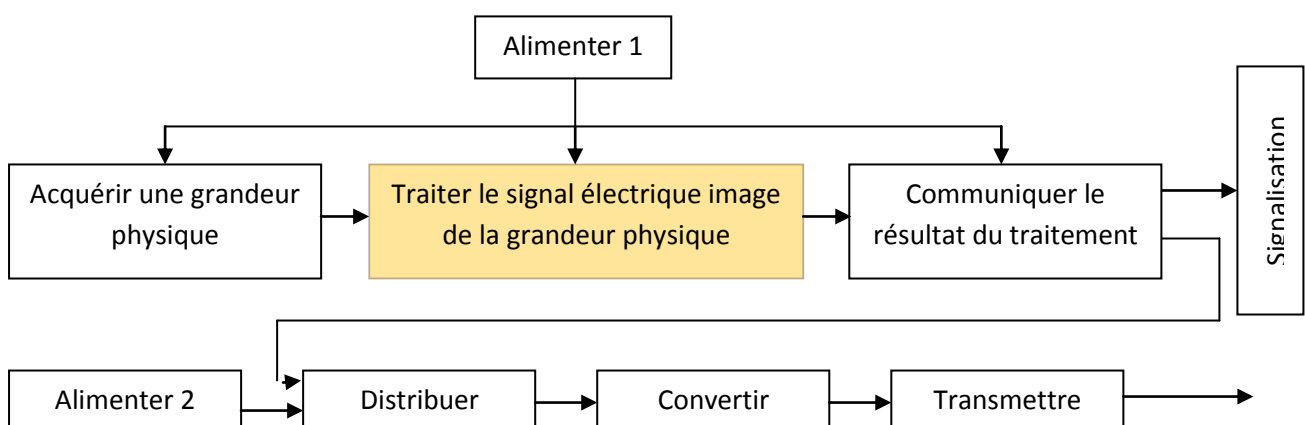 Alimenter 1
Acquérir une grandeur
physique
Traiter le signal électrique image
de la grandeur physique
Communiquer le
résultat du traitement
Signalisation
Alimenter 2
Distribuer
Convertir
Transmettre